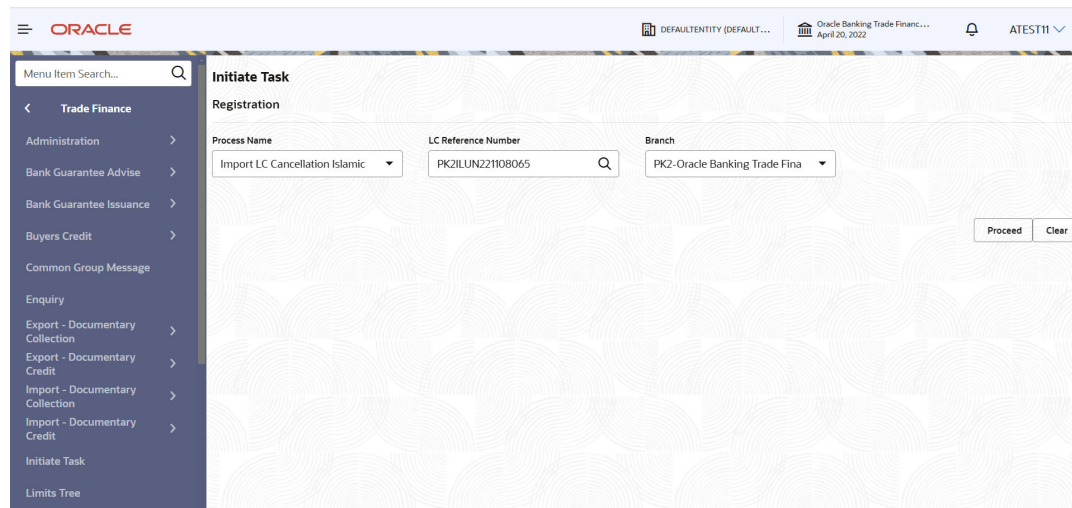 ORACLE
DEFAULTENTITY (DEFAULT...
Oracle Banking Trade Financ...
April 20, 2022
ATEST11
Menu Item Search...
Trade Finance
Administration
Bank Guarantee Advise
Bank Guarantee Issuance
Buyers Credit
Common Group Message
Enquiry
Export - Documentary
Collection
Export - Documentary
Credit
Import - Documentary
Collection
Import - Documentary
Credit
Initiate Task
Limits Tree
Initiate Task
Registration
Process Name
LC Reference Number
Branch
Import LC Cancellation Islamic
PK2ILUN221108065
PK2-Oracle Banking Trade Fina
Proceed
Clear